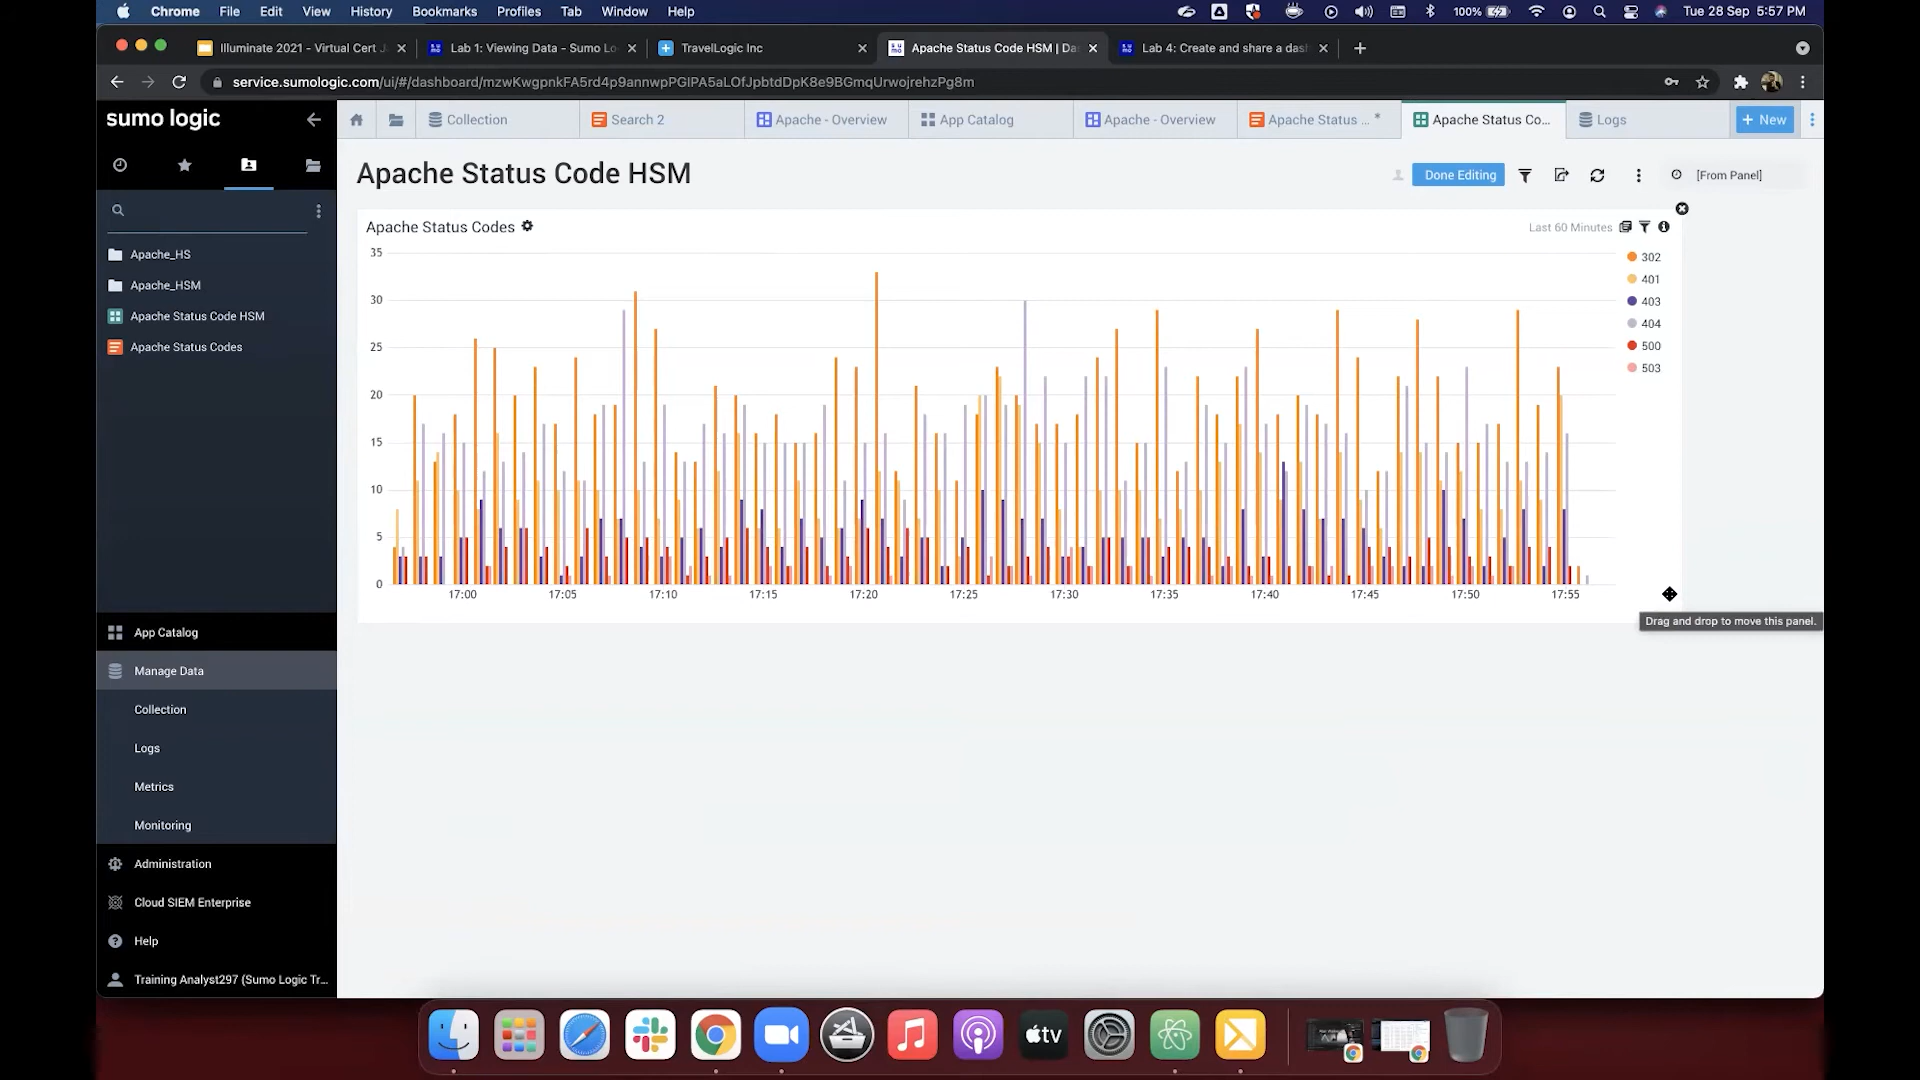 Chrome File Edit View History Bookmarks Profiles Tab Window Help 100% Tue 28 Sep 5:57 PM
Illuminate 2021 - Virtual Cert J
Lab 1: Viewing Data - Sumo Lo
TravelLogic Inc
Apache Status Code HSM | Da
Lab 4: Create and share a dash
service.sumologic.com/ui/#/dashboard/mzwKwgpnkFA5rd4p9annwpPGIPA5aLOfJpbtdDpK8e9BGmqUrwojrehzPg8m
sumo logic
Collection
Search 2
Apache - Overview
App Catalog
Apache - Overview
Apache Status ... *
Apache Status Co...
Logs
+ New
Apache Status Code HSM
Done Editing
[From Panel]
Apache_HS
Apache_HSM
Apache Status Code HSM
Apache Status Codes
App Catalog
Manage Data
Collection
Logs
Metrics
Monitoring
Administration
Cloud SIEM Enterprise
Help
Training Analyst297 (Sumo Logic Tr...
Apache Status Codes
Last 60 Minutes
35
30
25
20
15
10
5
0
17:00 17:05 17:10 17:15 17:20 17:25 17:30 17:35 17:40 17:45 17:50 17:55
302
401
403
404
500
503
Drag and drop to move this panel.
tv